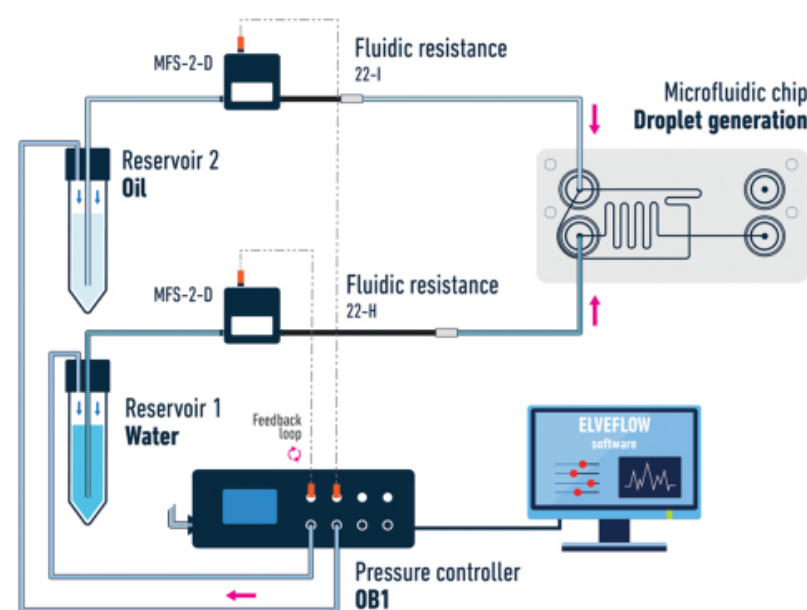 MFS-2-D
Fluidic resistance
22-I
Microfluidic chip
Droplet generation
Reservoir 2
Oil
MFS-2-D
Fluidic resistance
22-H
Reservoir 1
Water
Feedback
loop
ELVEFLOW
software
Pressure controller
OB1